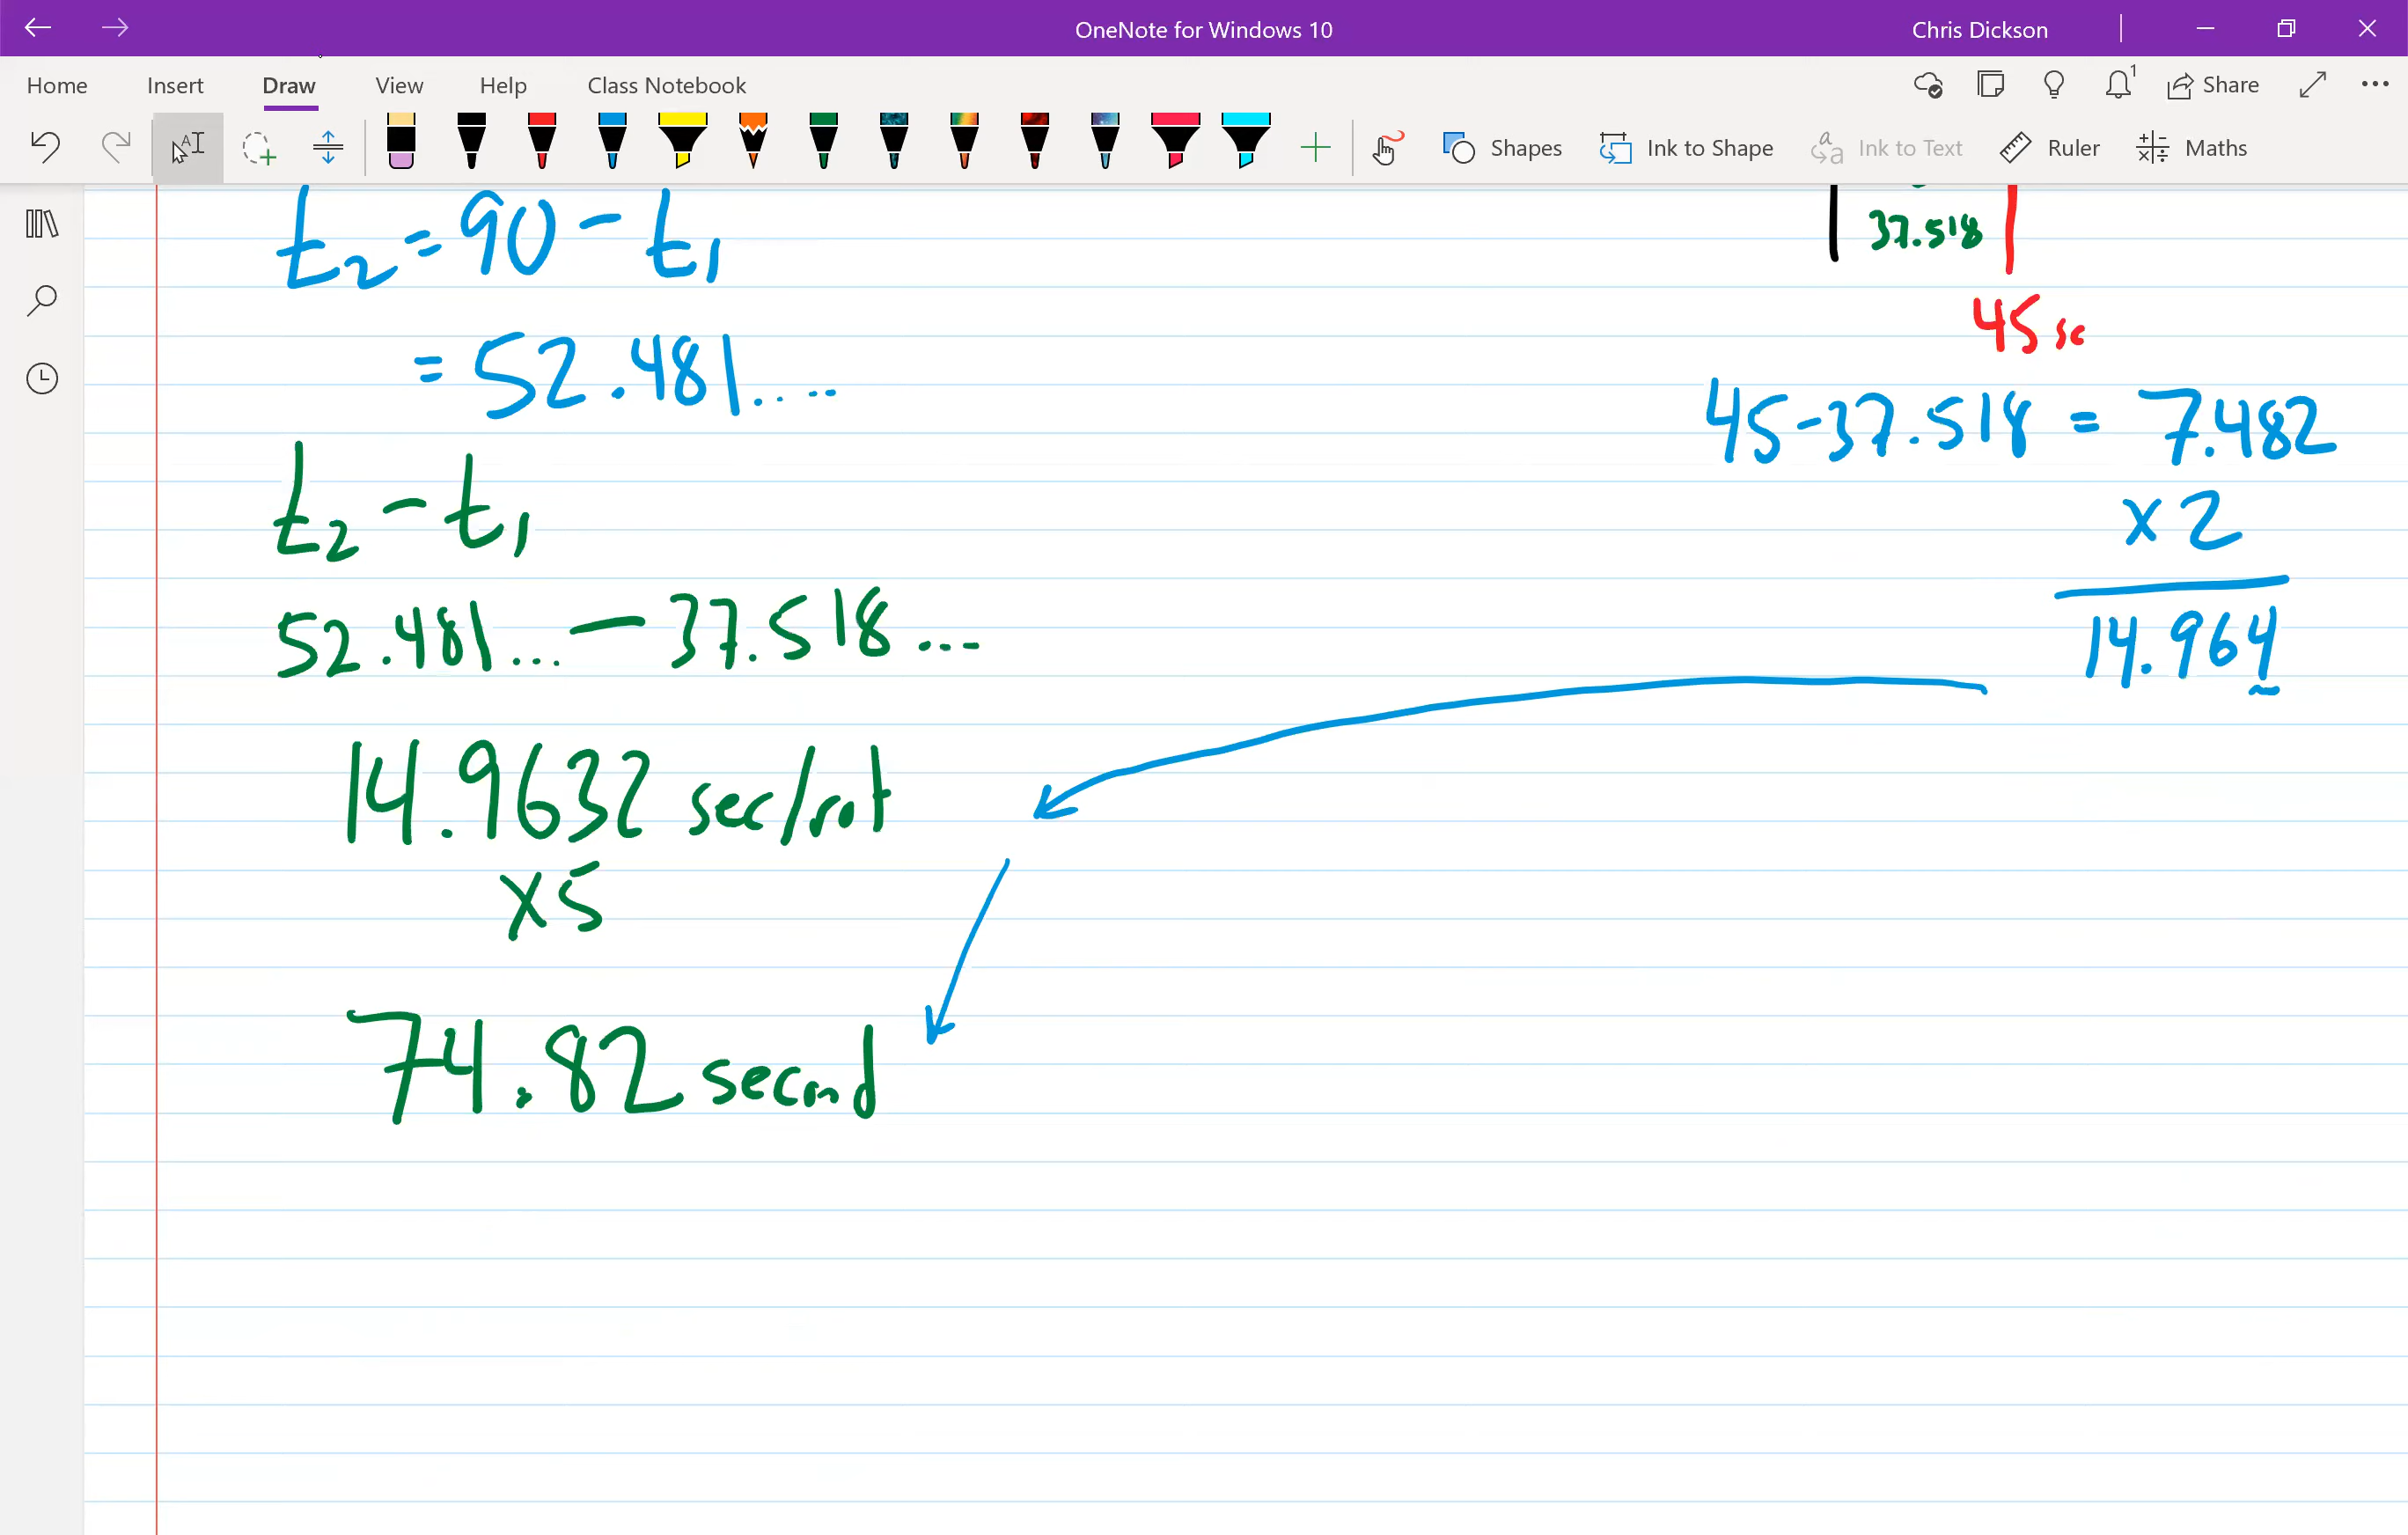 OneNote for Windows 10
Chris Dickson
Home Insert Draw View Help Class Notebook
1
Share
Shapes Ink to Shape Ink to Text Ruler Maths
t₂ = 90 - t₁
= 52.481....
t₂ - t₁
52.481... - 37.518...
14.9632 sec/rot
x 5
74.82 second
37.518
45 sc
45-37.518 = 7.482
x 2
14.964